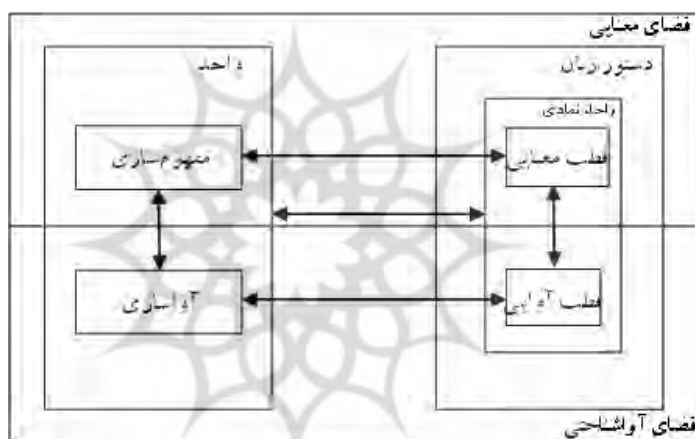 فضای معنایی
دستور زبان
واحد
واحد نمادی
قطب معنایی
مفهوم‌سازی
قطب آوایی
آواسازی
فضای آواشناختی